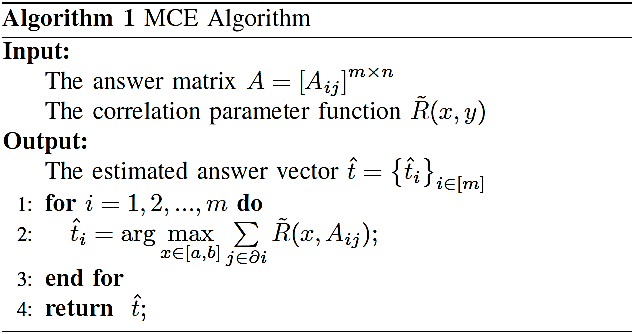 Algorithm 1 MCE Algorithm
Input:
The answer matrix $A = [A_{ij}]^{m \times n}$
The correlation parameter function $\tilde{R}(x, y)$
Output:
The estimated answer vector $\hat{t} = \{\hat{t}_i\}_{i \in [m]}$
1: for $i = 1, 2, ..., m$ do
2: $\hat{t}_i = \arg \max_{x \in [a,b]} \sum_{j \in \partial i} \tilde{R}(x, A_{ij});$
3: end for
4: return $\hat{t};$